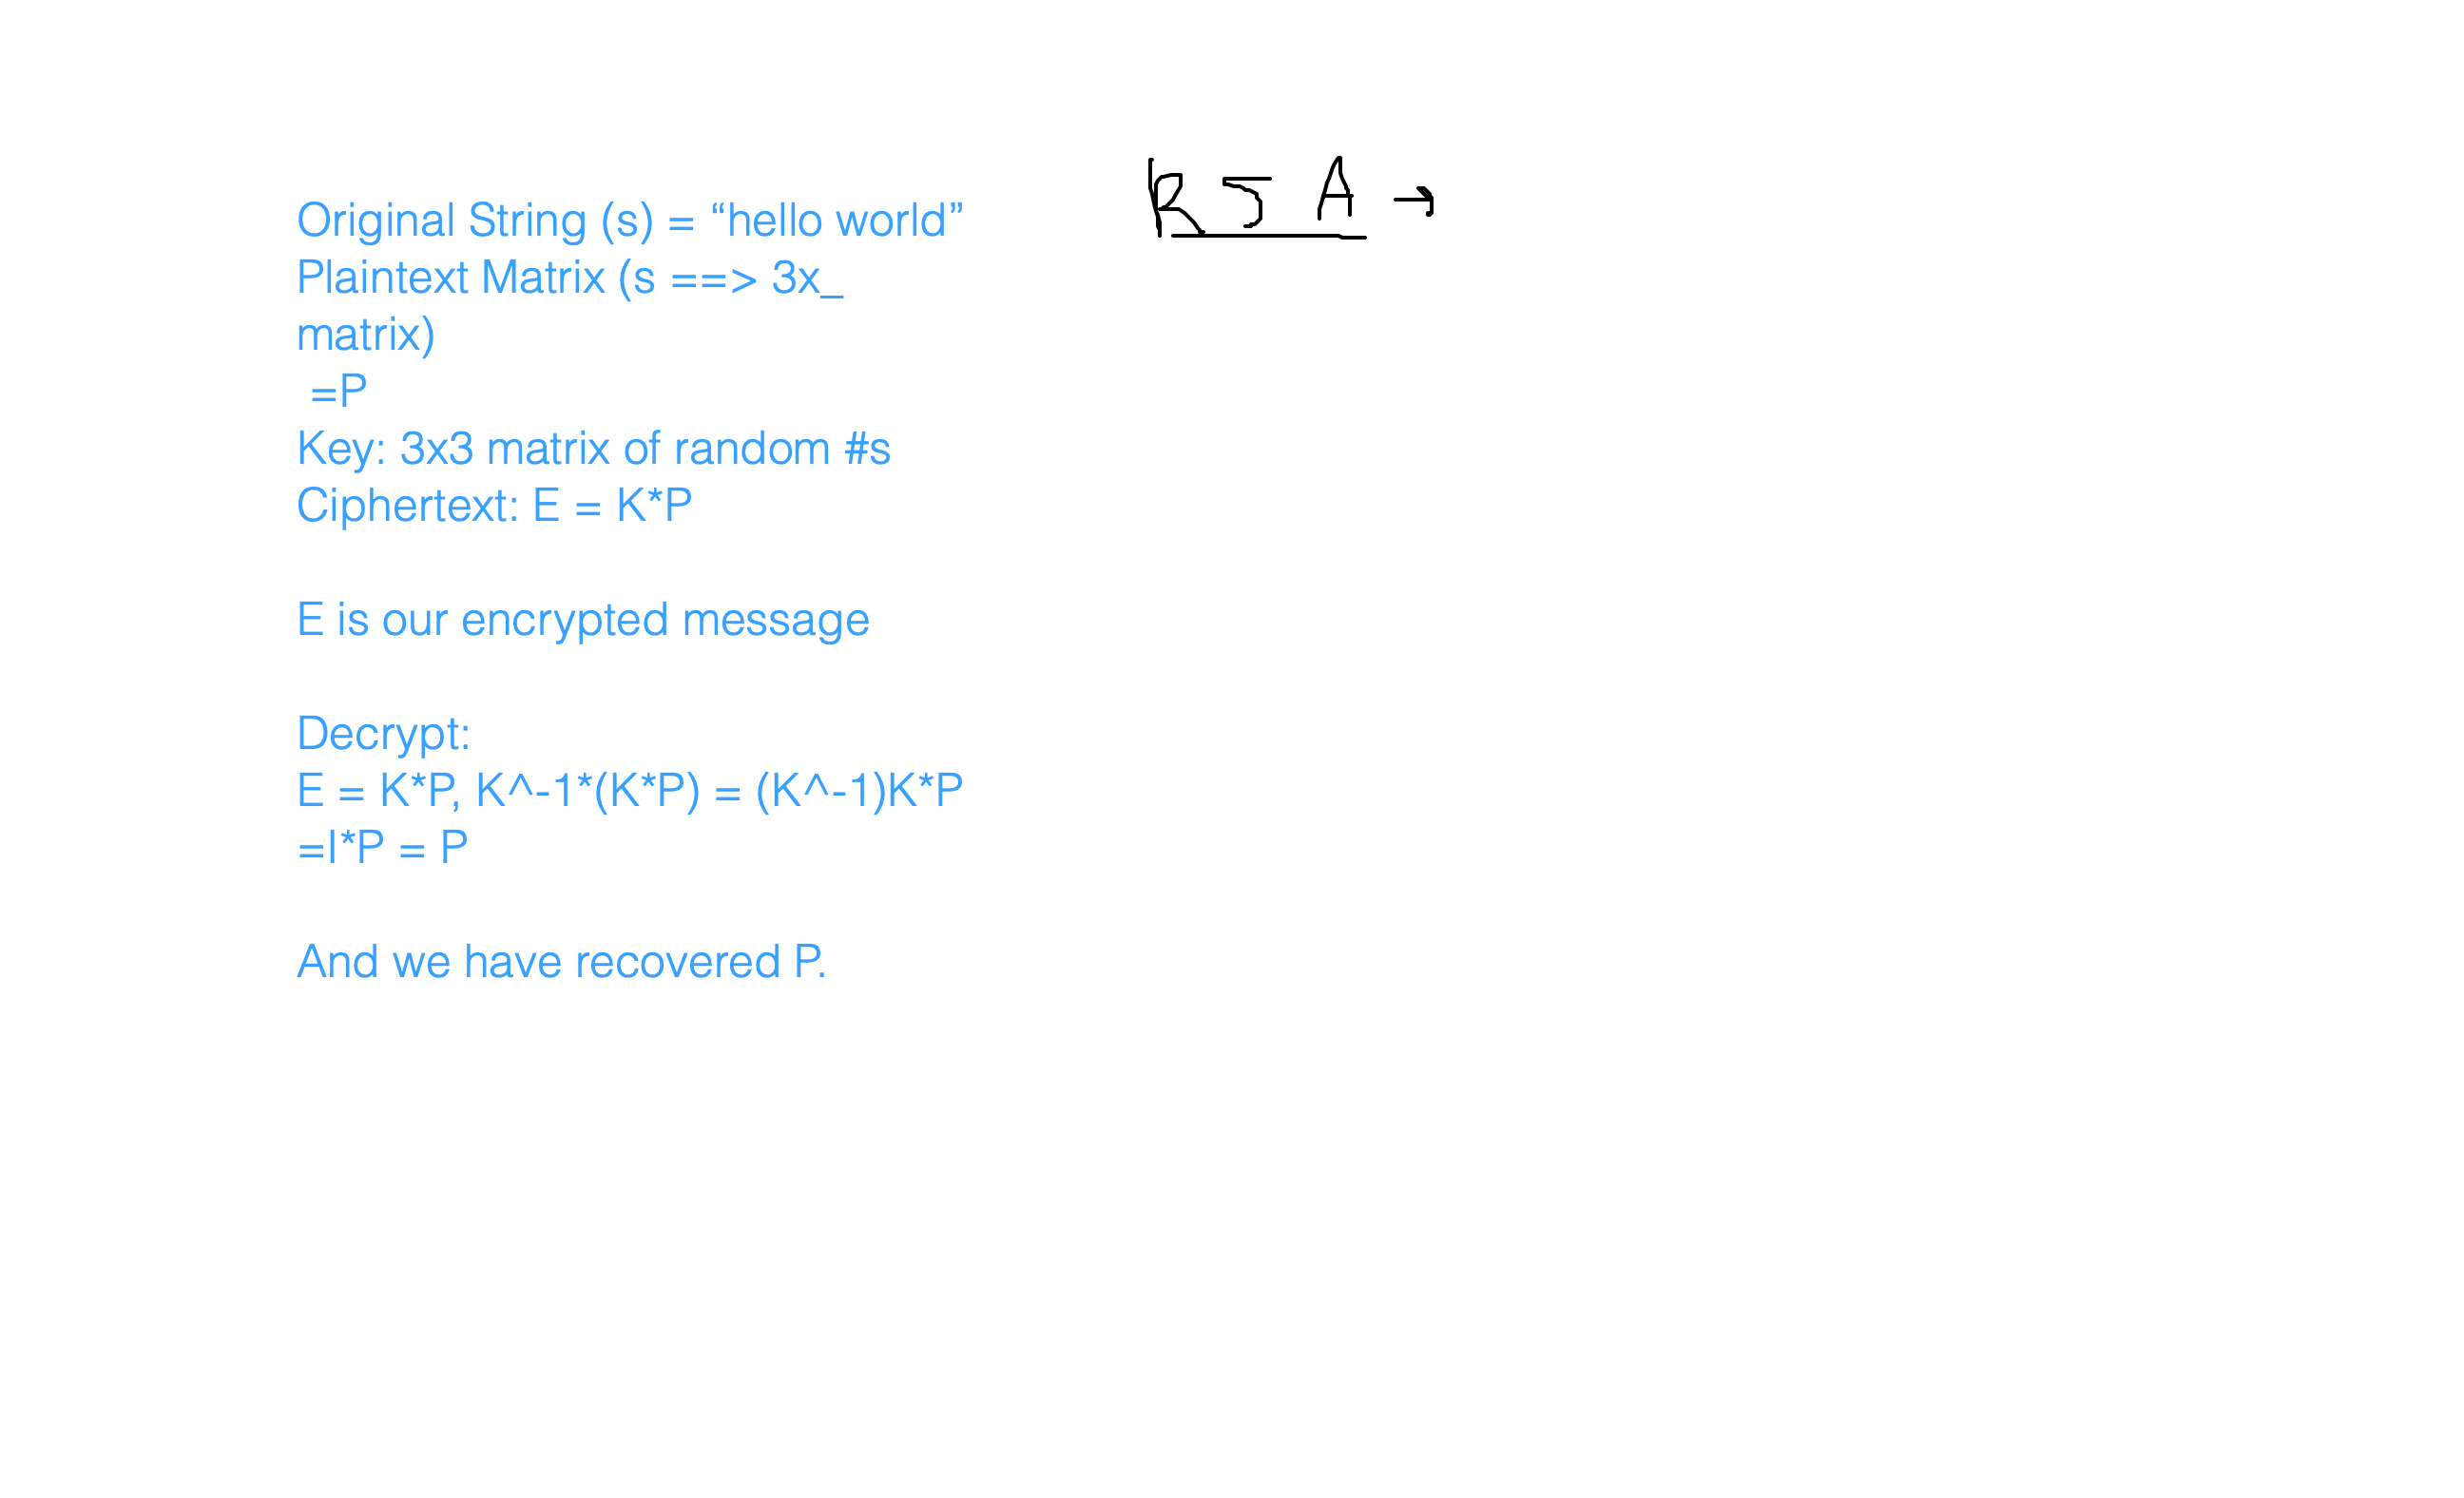 Original String (s) = “hello world”
Plaintext Matrix (s ==> 3x_
matrix)
=P
Key: 3x3 matrix of random #s
Ciphertext: E = K*P
E is our encrypted message
Decrypt:
E = K*P, K^-1*(K*P) = (K^-1)K*P
=I*P = P
And we have recovered P.
RSA →